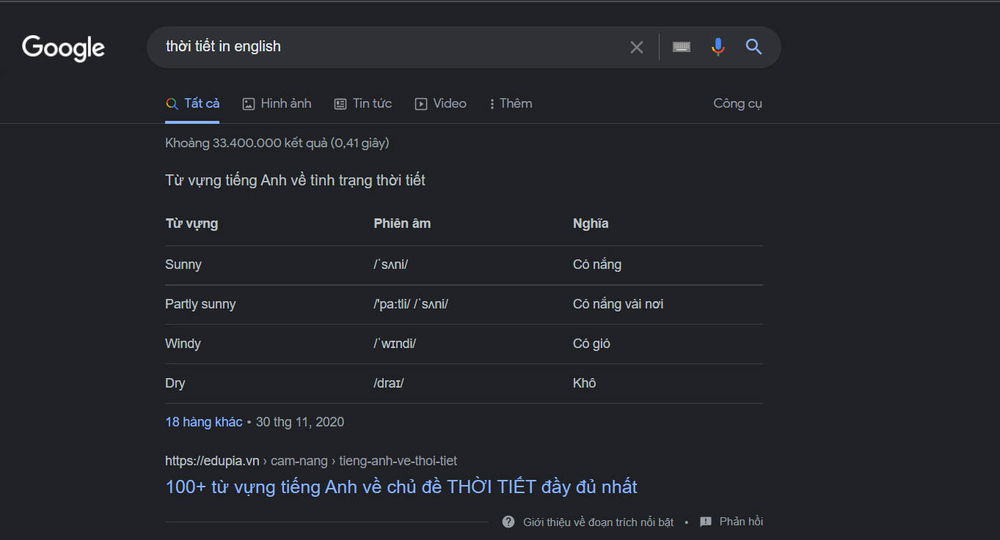 Google
thời tiết in english
Tất cả Hình ảnh Tin tức Video Thêm Công cụ
Khoảng 33.400.000 kết quả (0,41 giây)
Từ vựng tiếng Anh về tình trạng thời tiết
Từ vựng Phiên âm Nghĩa
Sunny /ˈsʌni/ Có nắng
Partly sunny /'pa:tli/ /ˈsʌni/ Có nắng vài nơi
Windy /ˈwɪndi/ Có gió
Dry /draɪ/ Khô
18 hàng khác • 30 thg 11, 2020
https://edupia.vn › cam-nang › tieng-anh-ve-thoi-tiet
100+ từ vựng tiếng Anh về chủ đề THỜI TIẾT đầy đủ nhất
Giới thiệu về đoạn trích nổi bật • Phản hồi